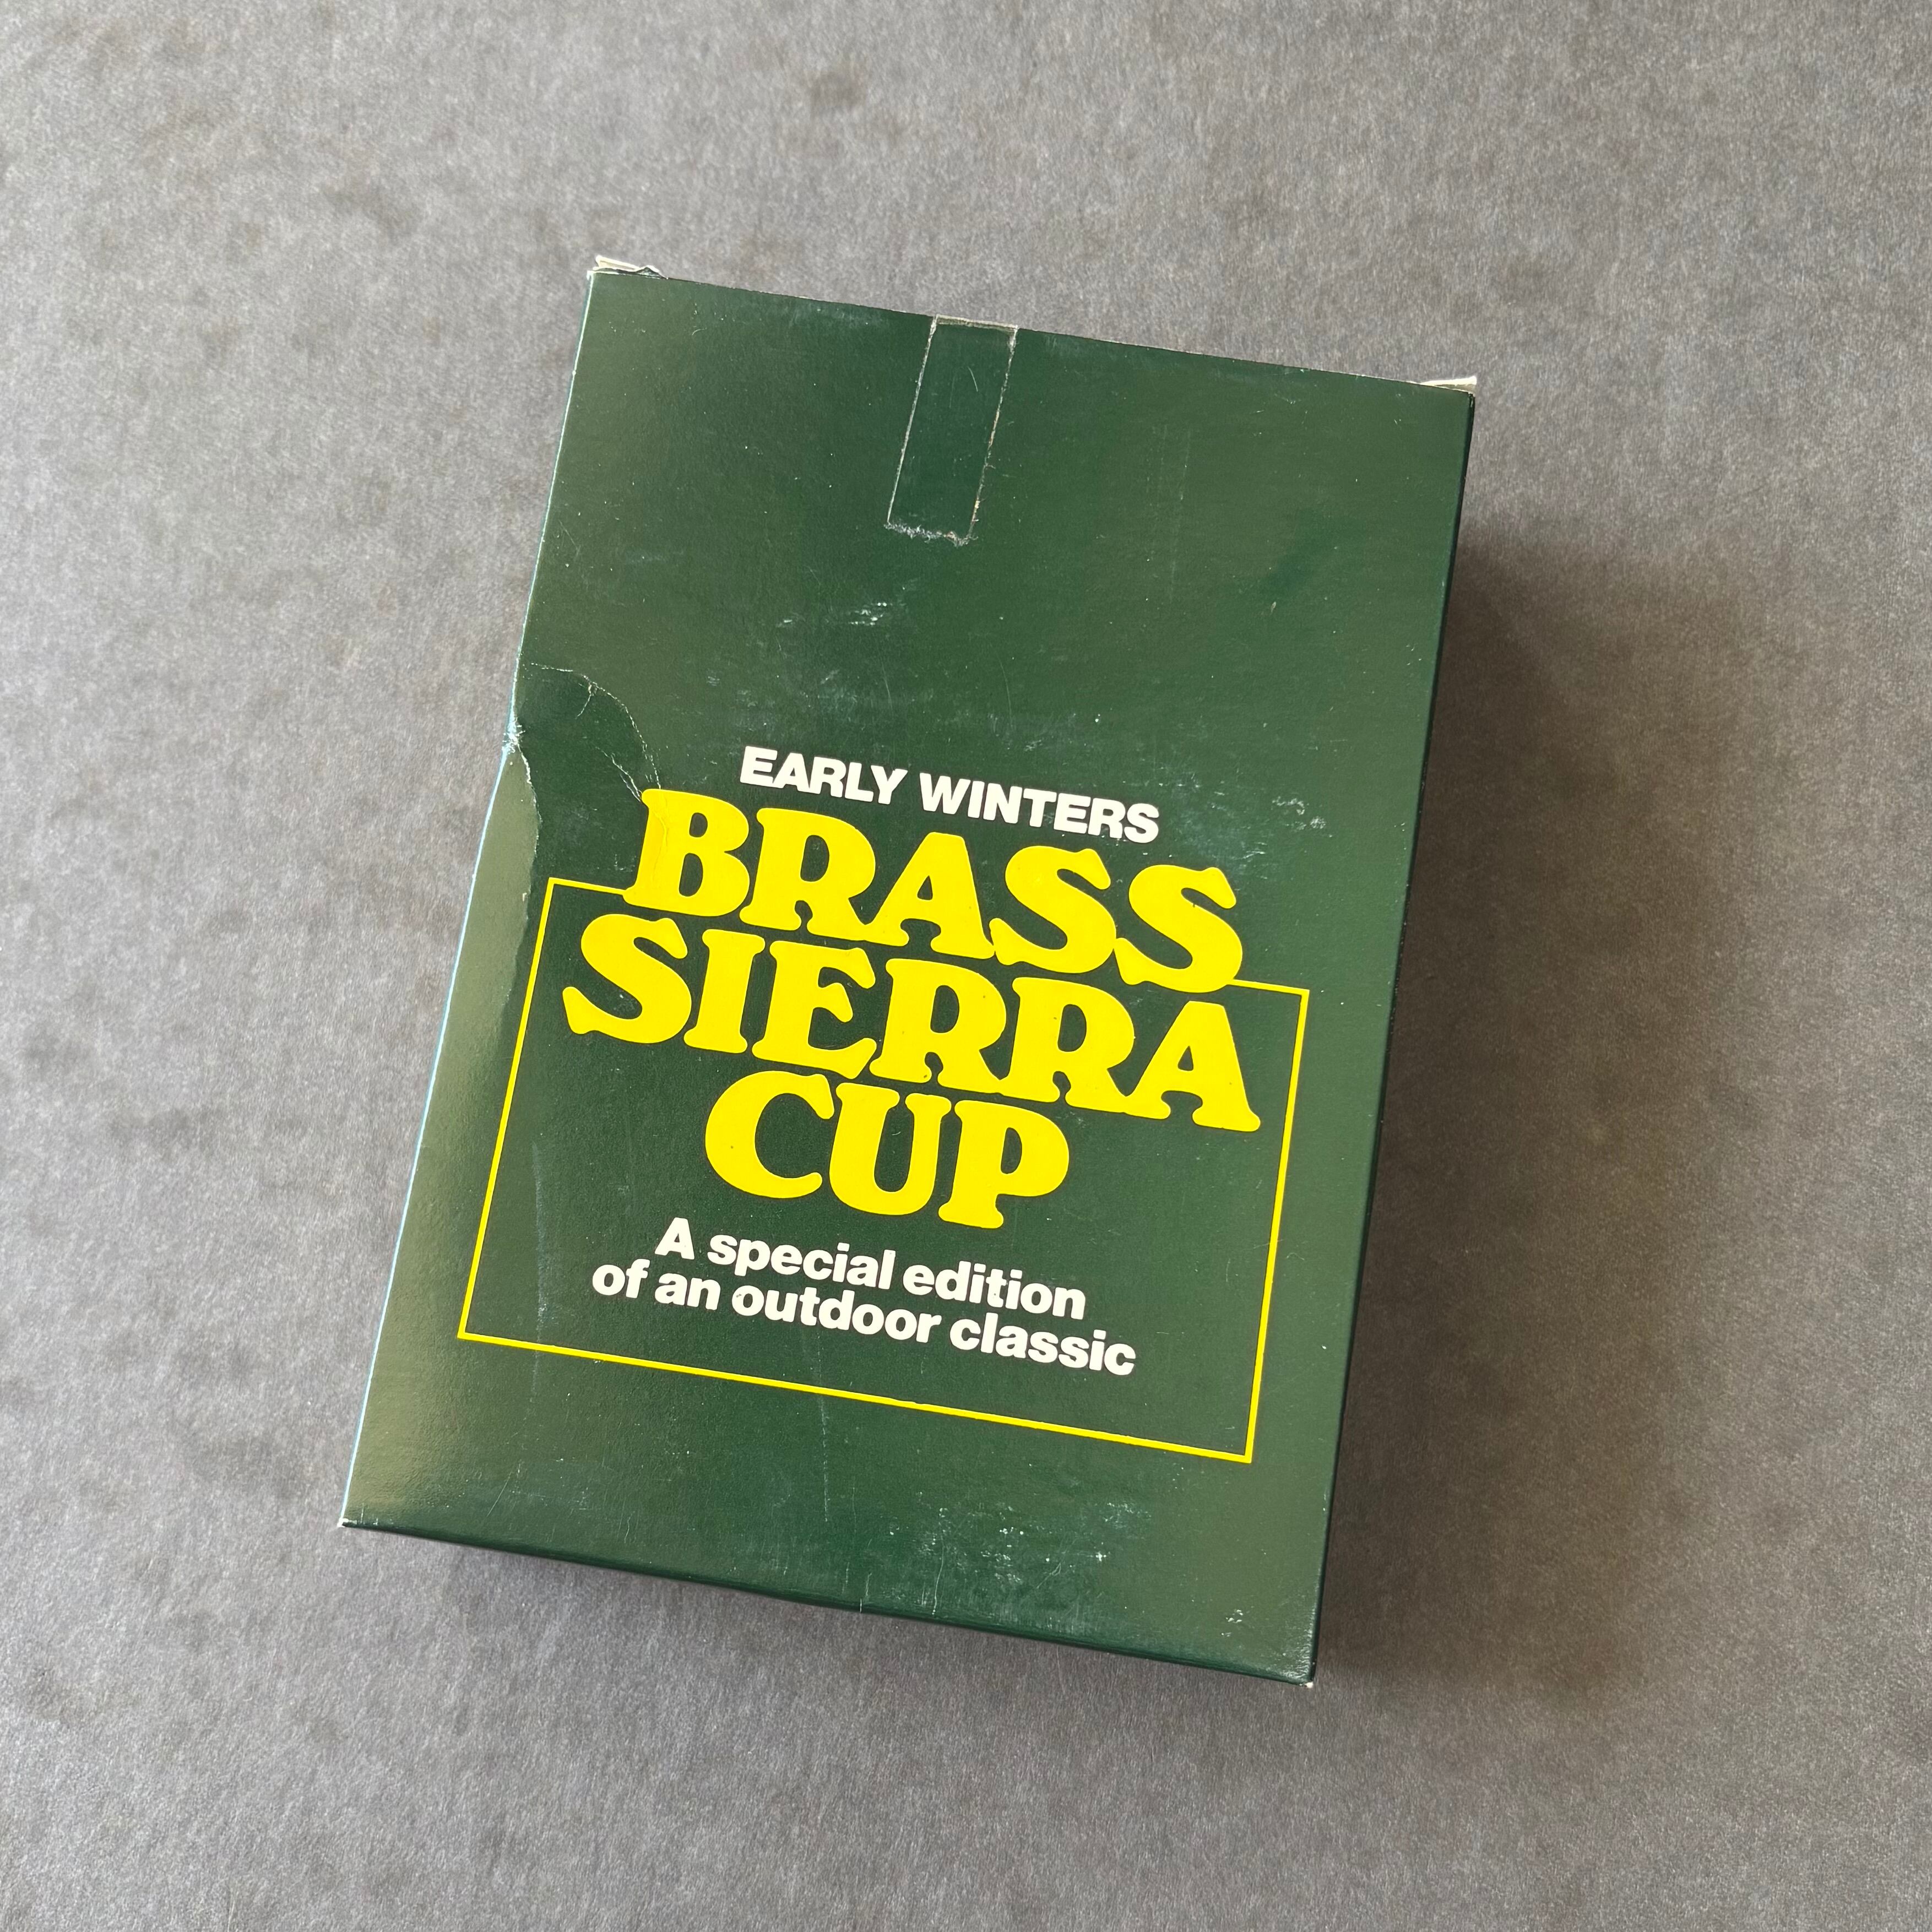 EARLY WINTERS
BRASS
SIERRA
CUP
A special edition
of an outdoor classic